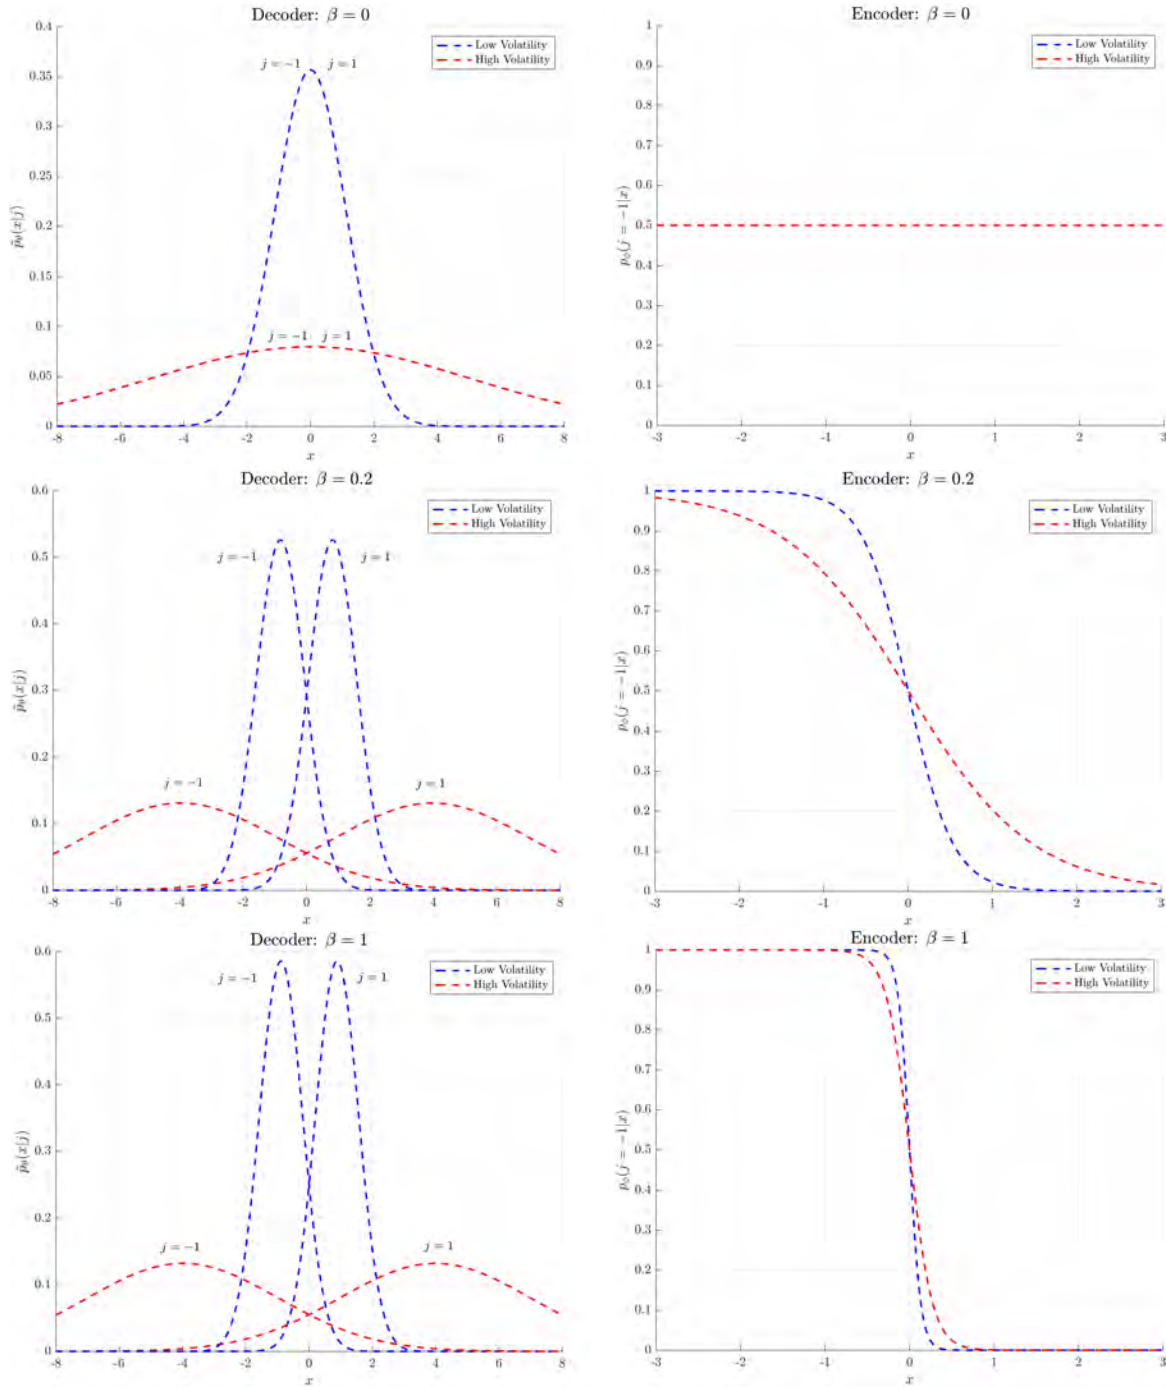 Decoder: β = 0
Low Volatility
High Volatility
j = −1 j = 1
j = −1 j = 1
0.4
0.35
0.3
0.25
0.2
0.15
0.1
0.05
0
-8 -6 -4 -2 0 2 4 6 8
x
p̃θ(x|j)
Encoder: β = 0
Low Volatility
High Volatility
1
0.9
0.8
0.7
0.6
0.5
0.4
0.3
0.2
0.1
0
-3 -2 -1 0 1 2 3
x
pϕ(j = −1|x)
Decoder: β = 0.2
Low Volatility
High Volatility
j = −1 j = 1
j = −1 j = 1
0.6
0.5
0.4
0.3
0.2
0.1
0
-8 -6 -4 -2 0 2 4 6 8
x
p̃θ(x|j)
Encoder: β = 0.2
Low Volatility
High Volatility
1
0.9
0.8
0.7
0.6
0.5
0.4
0.3
0.2
0.1
0
-3 -2 -1 0 1 2 3
x
pϕ(j = −1|x)
Decoder: β = 1
Low Volatility
High Volatility
j = −1 j = 1
j = −1 j = 1
0.6
0.5
0.4
0.3
0.2
0.1
0
-8 -6 -4 -2 0 2 4 6 8
x
p̃θ(x|j)
Encoder: β = 1
Low Volatility
High Volatility
1
0.9
0.8
0.7
0.6
0.5
0.4
0.3
0.2
0.1
0
-3 -2 -1 0 1 2 3
x
pϕ(j = −1|x)